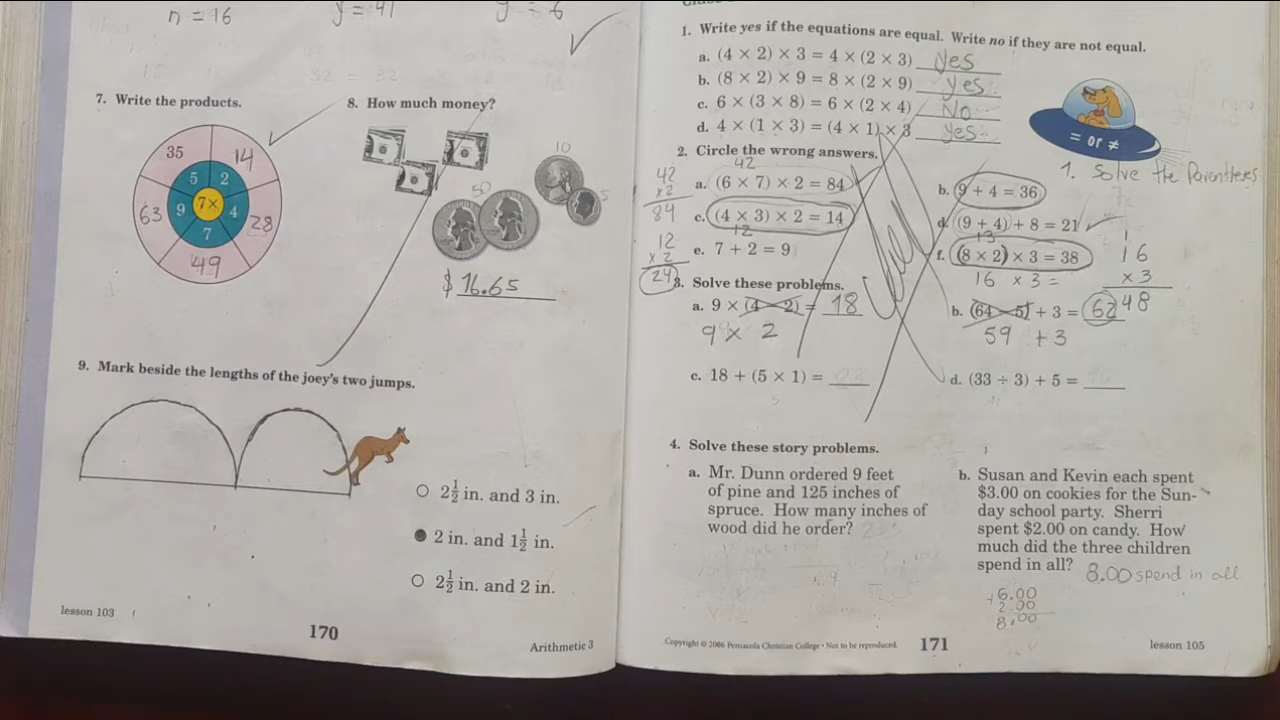 n = 16
y = 41
y = 6
7. Write the products.
35
14
5
2
63
9
7×
4
28
7
49
8. How much money?
10
50
5
$ 16.65
9. Mark beside the lengths of the joey's two jumps.
2½ in. and 3 in.
2 in. and 1½ in.
2½ in. and 2 in.
lesson 103
170
Arithmetic 3
1. Write yes if the equations are equal. Write no if they are not equal.
a. (4 × 2) × 3 = 4 × (2 × 3) Yes
b. (8 × 2) × 9 = 8 × (2 × 9) yes
c. 6 × (3 × 8) = 6 × (2 × 4) No
d. 4 × (1 × 3) = (4 × 1) × 3 yes
= or ≠
1. Solve the Parenthees
2. Circle the wrong answers.
42
42
×2
84
a. (6 × 7) × 2 = 84
b. 9 + 4 = 36
c. (4 × 3) × 2 = 14
12
d. (9 + 4) + 8 = 21
13
12
×2
24
e. 7 + 2 = 9
f. (8 × 2) × 3 = 38
16 × 3 =
1
16
×3
48
3. Solve these problems.
a. 9 × (4 – 2) = 18
9 × 2
b. (64 – 5) + 3 = 62
59 + 3
c. 18 + (5 × 1) =
d. (33 ÷ 3) + 5 =
4. Solve these story problems.
a. Mr. Dunn ordered 9 feet
of pine and 125 inches of
spruce. How many inches of
wood did he order?
b. Susan and Kevin each spent
$3.00 on cookies for the Sun-
day school party. Sherri
spent $2.00 on candy. How
much did the three children
spend in all? 8.00 spend in all
+6.00
2.00
8.00
Copyright © 2006 Pensacola Christian College • Not to be reproduced.
171
lesson 105